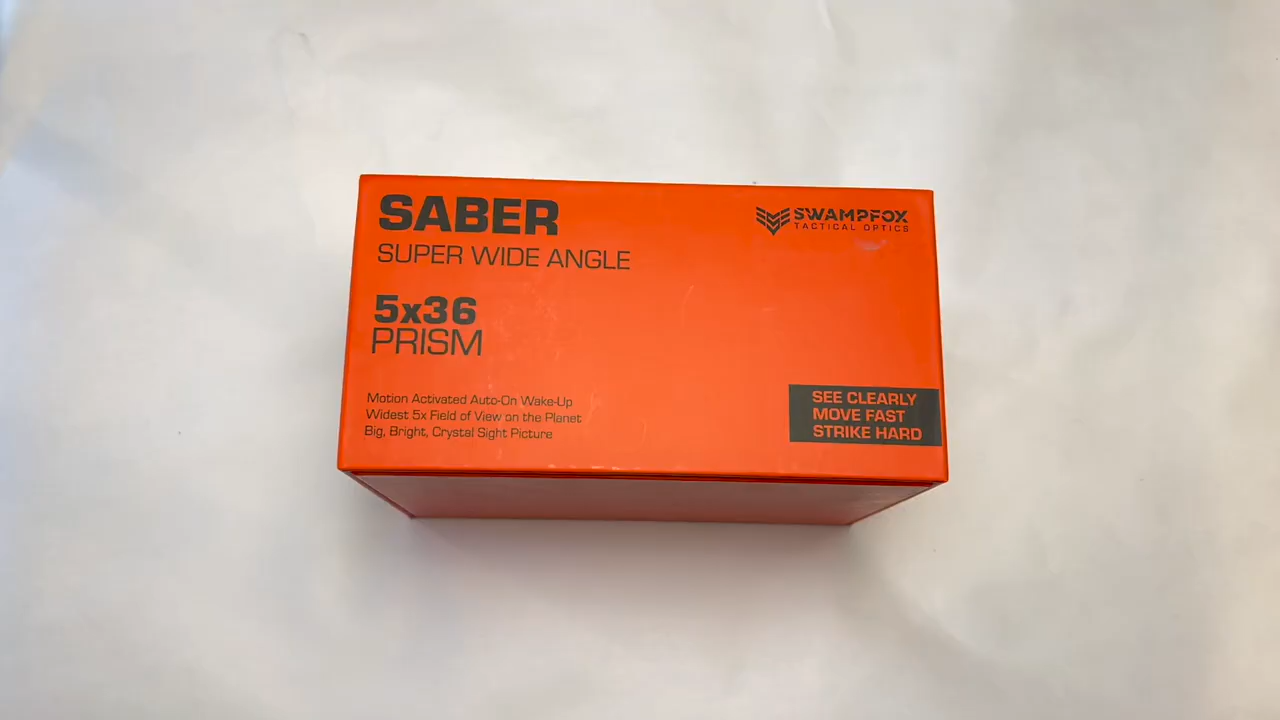 SABER
SUPER WIDE ANGLE
SWAMPFOX
TACTICAL OPTICS
5x36
PRISM
Motion Activated Auto-On Wake-Up
Widest 5x Field of View on the Planet
Big, Bright, Crystal Sight Picture
SEE CLEARLY
MOVE FAST
STRIKE HARD